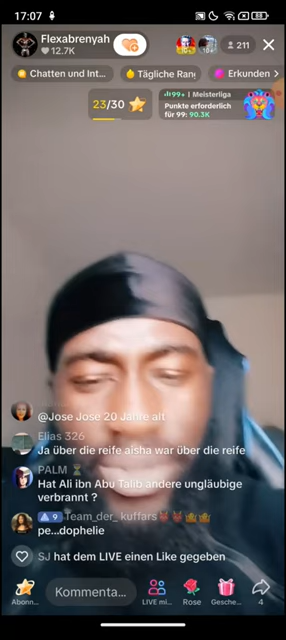 17:07
58
Flexabrenyah
12.7K
211
Chatten und Int...
Tägliche Rang
Erkunden >
23/30
99+ | Meisterliga
Punkte erforderlich
für 99: 90.3K
@Jose Jose 20 Jahre alt
Elias 326
Ja über die reife aisha war über die reife
PALM
Hat Ali ibn Abu Talib andere ungläubige
verbrannt ?
9 Team_der_kuffars
pe...dophelie
SJ hat dem LIVE einen Like gegeben
Abonn...
Kommenta...
LIVE mi...
Rose
Gesche...
4